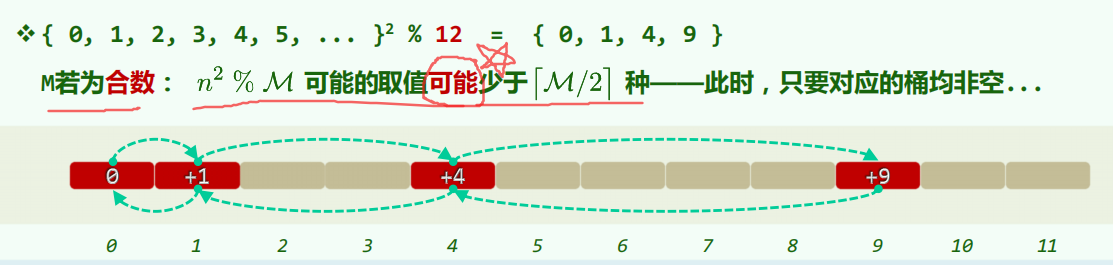 ❖ { 0, 1, 2, 3, 4, 5, ... }² % 12 = { 0, 1, 4, 9 }
M若为合数： n² % M 可能的取值可能少于⌈M/2⌉ 种——此时，只要对应的桶均非空...
0 +1 +4 +9
0 1 2 3 4 5 6 7 8 9 10 11